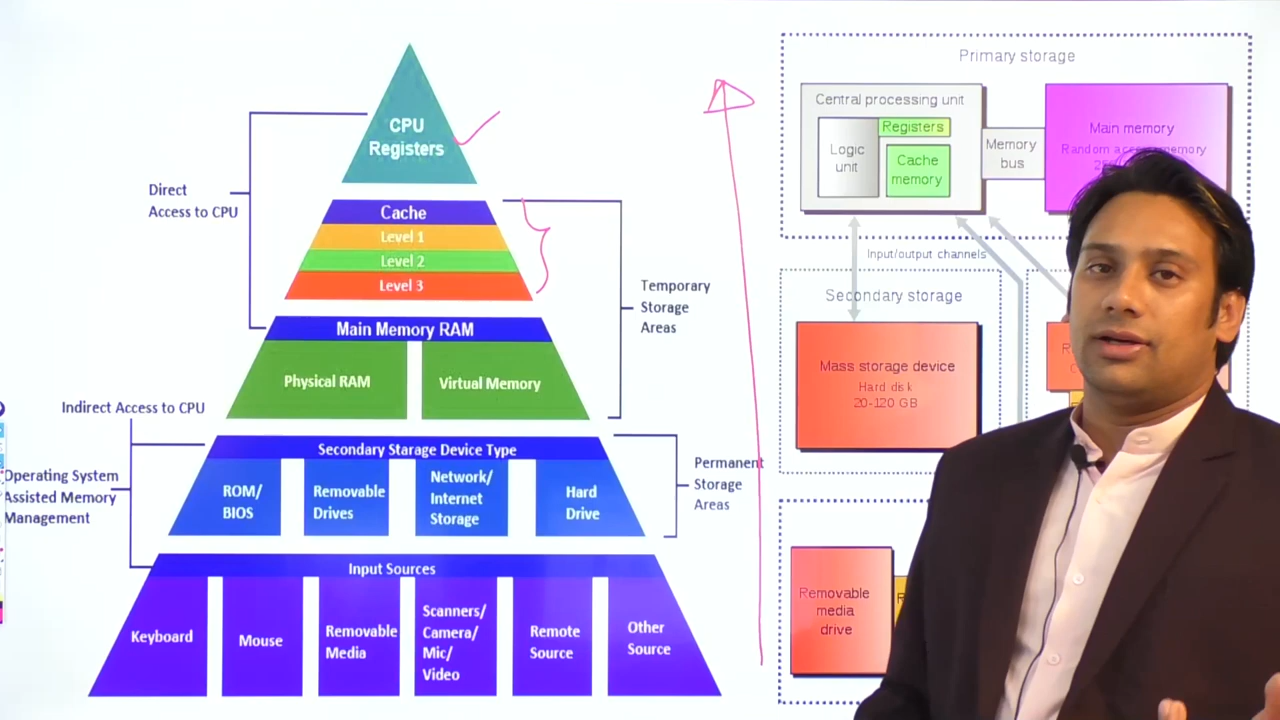 CPU
Registers
Direct
Access to CPU
Cache
Level 1
Level 2
Level 3
Temporary
Storage
Areas
Main Memory RAM
Physical RAM
Virtual Memory
Indirect Access to CPU
Operating System
Assisted Memory
Management
Secondary Starage Device Type
ROM/
BIOS
Removable
Drives
Network/
Internet
Storage
Hard
Drive
Permanent
Storage
Areas
Input Sources
Keyboard
Mouse
Removable
Media
Scanners/
Camera/
Mic/
Video
Remote
Source
Other
Source
Primary storage
Central processing unit
Logic
unit
Registers
Cache
memory
Memory
bus
Main memory
Random access memory
Input/output channels
Secondary storage
Mass storage device
Hard disk
20-120 GB
Removable
media
drive